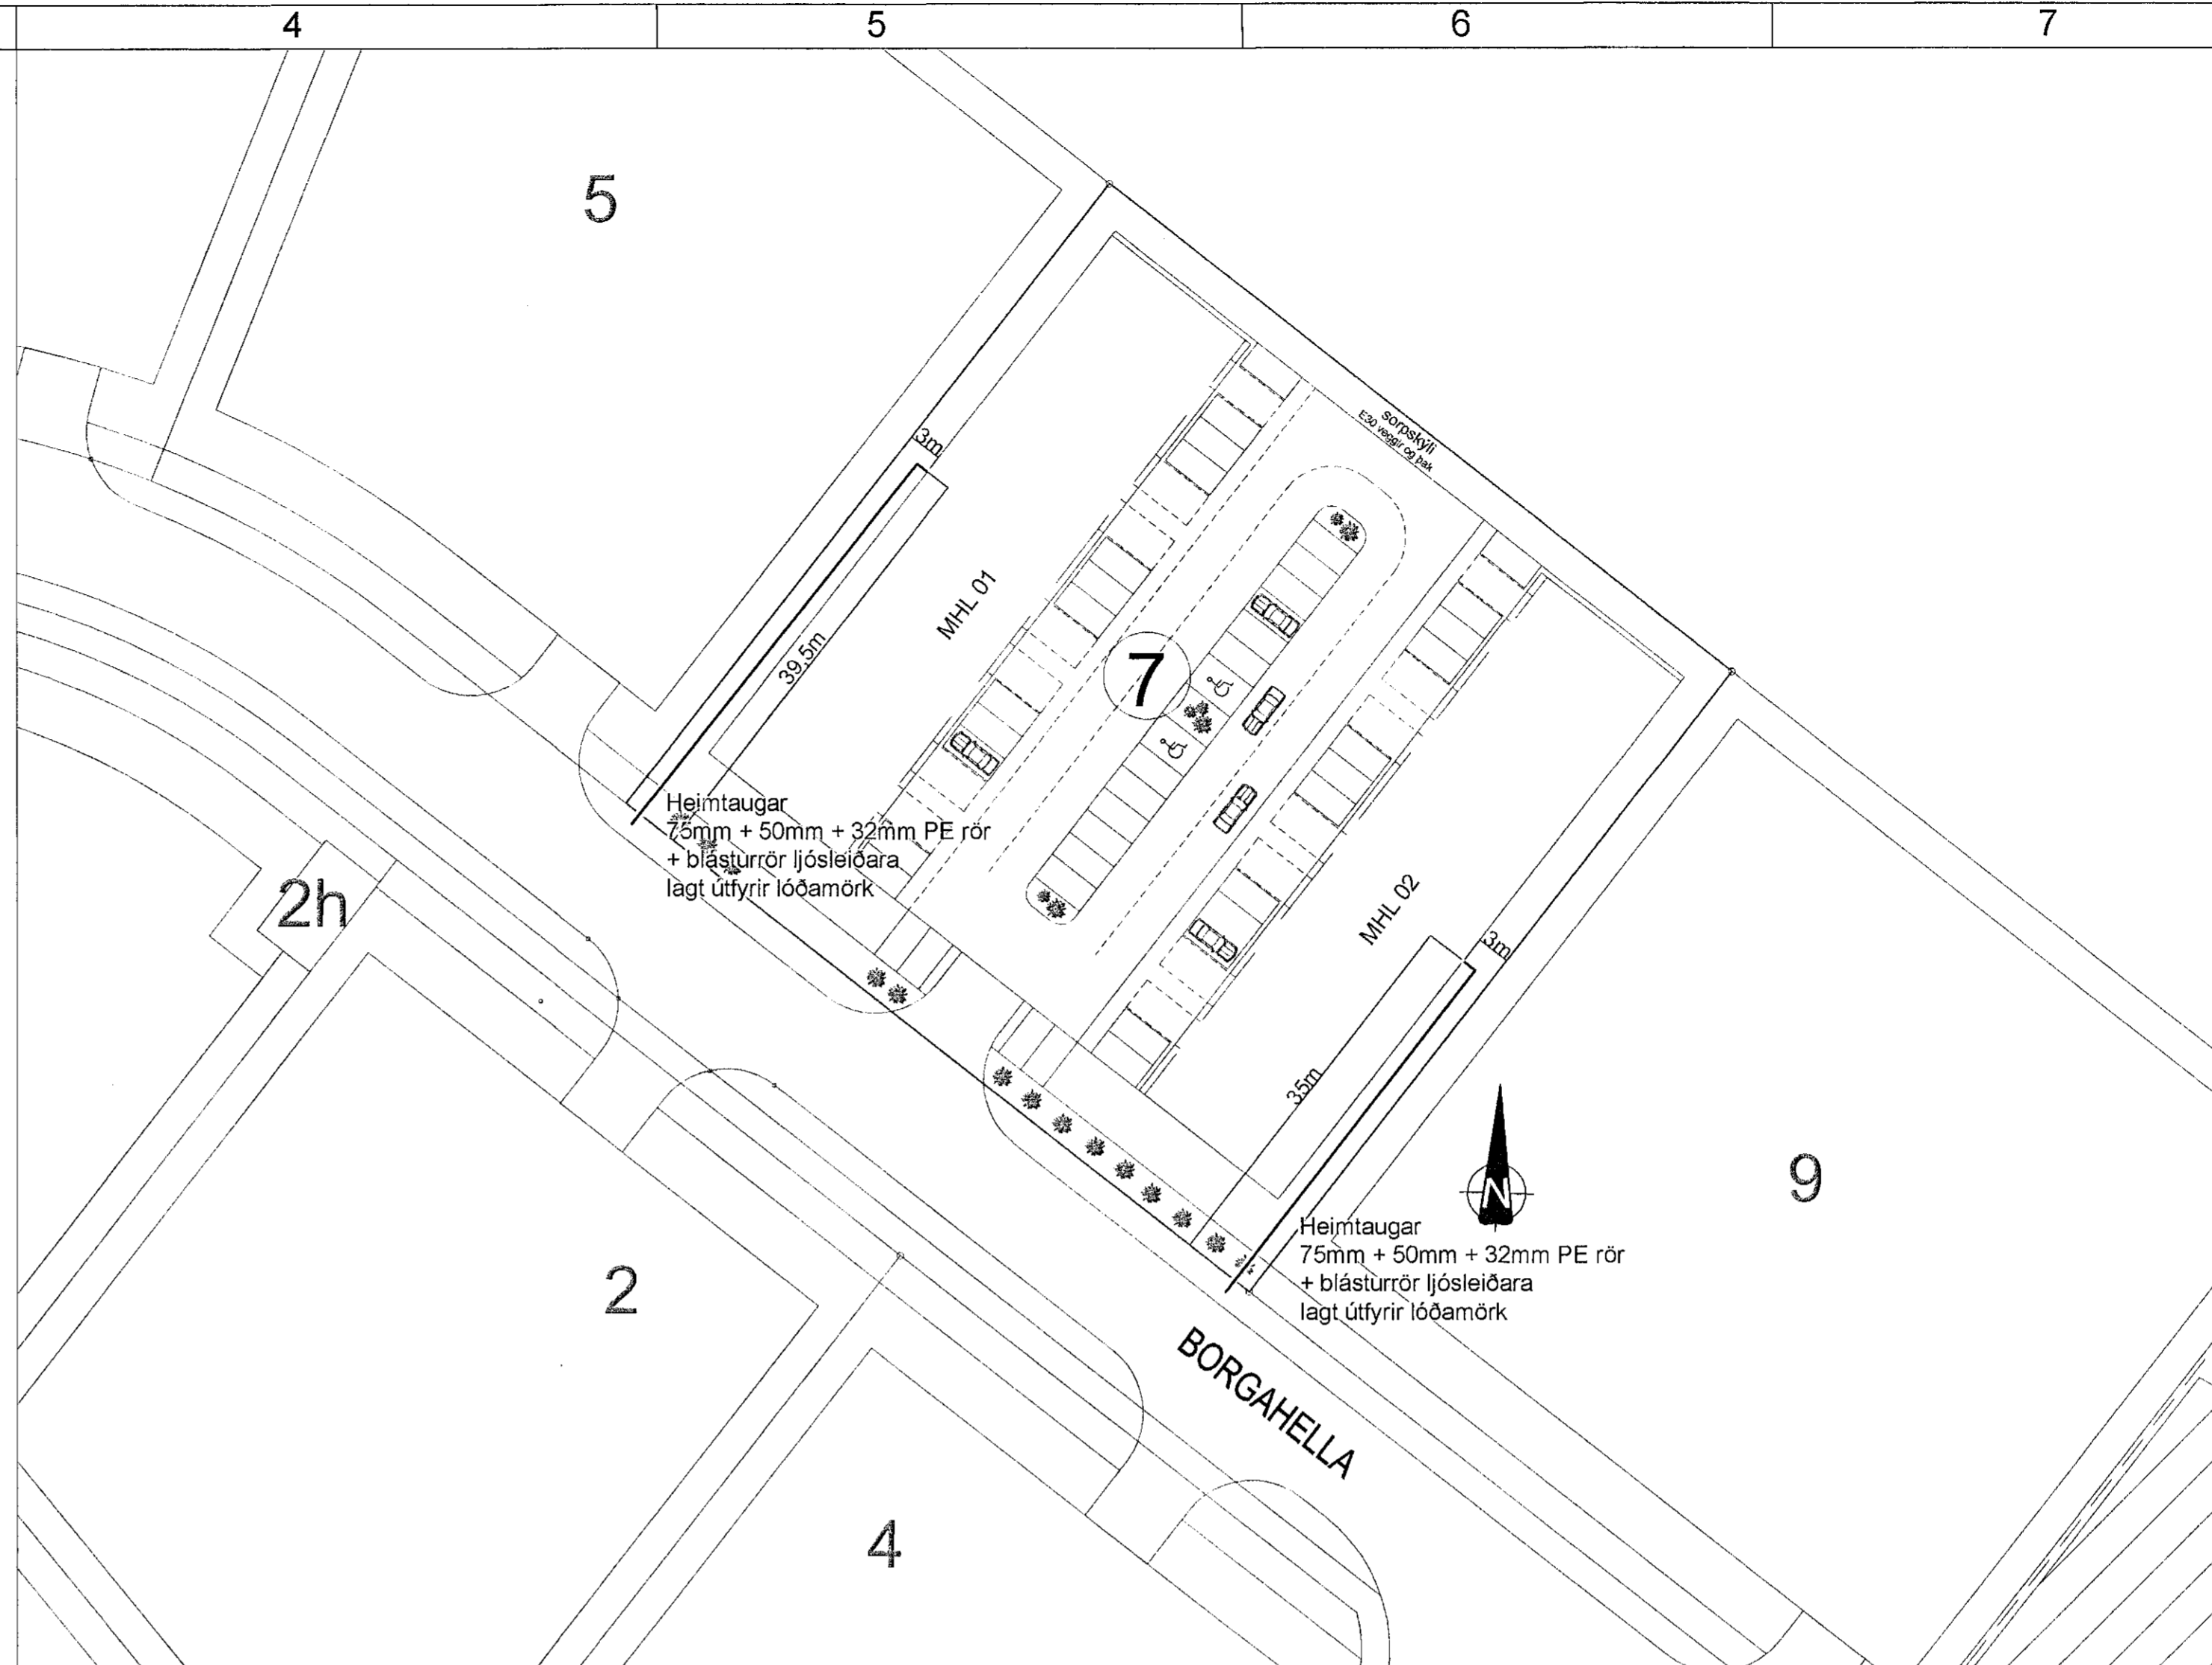 4 5 6 7
5
Sorpskýli
E30 veggir og þak
3m
MHL 01
39,5m
7
Heimtaugar
75mm + 50mm + 32mm PE rör
+ blásturrör ljósleiðara
lagt útfyrir lóðamörk
2h
MHL 02
3m
35m
N
9
Heimtaugar
75mm + 50mm + 32mm PE rör
+ blásturrör ljósleiðara
lagt útfyrir lóðamörk
2
BORGAHELLA
4